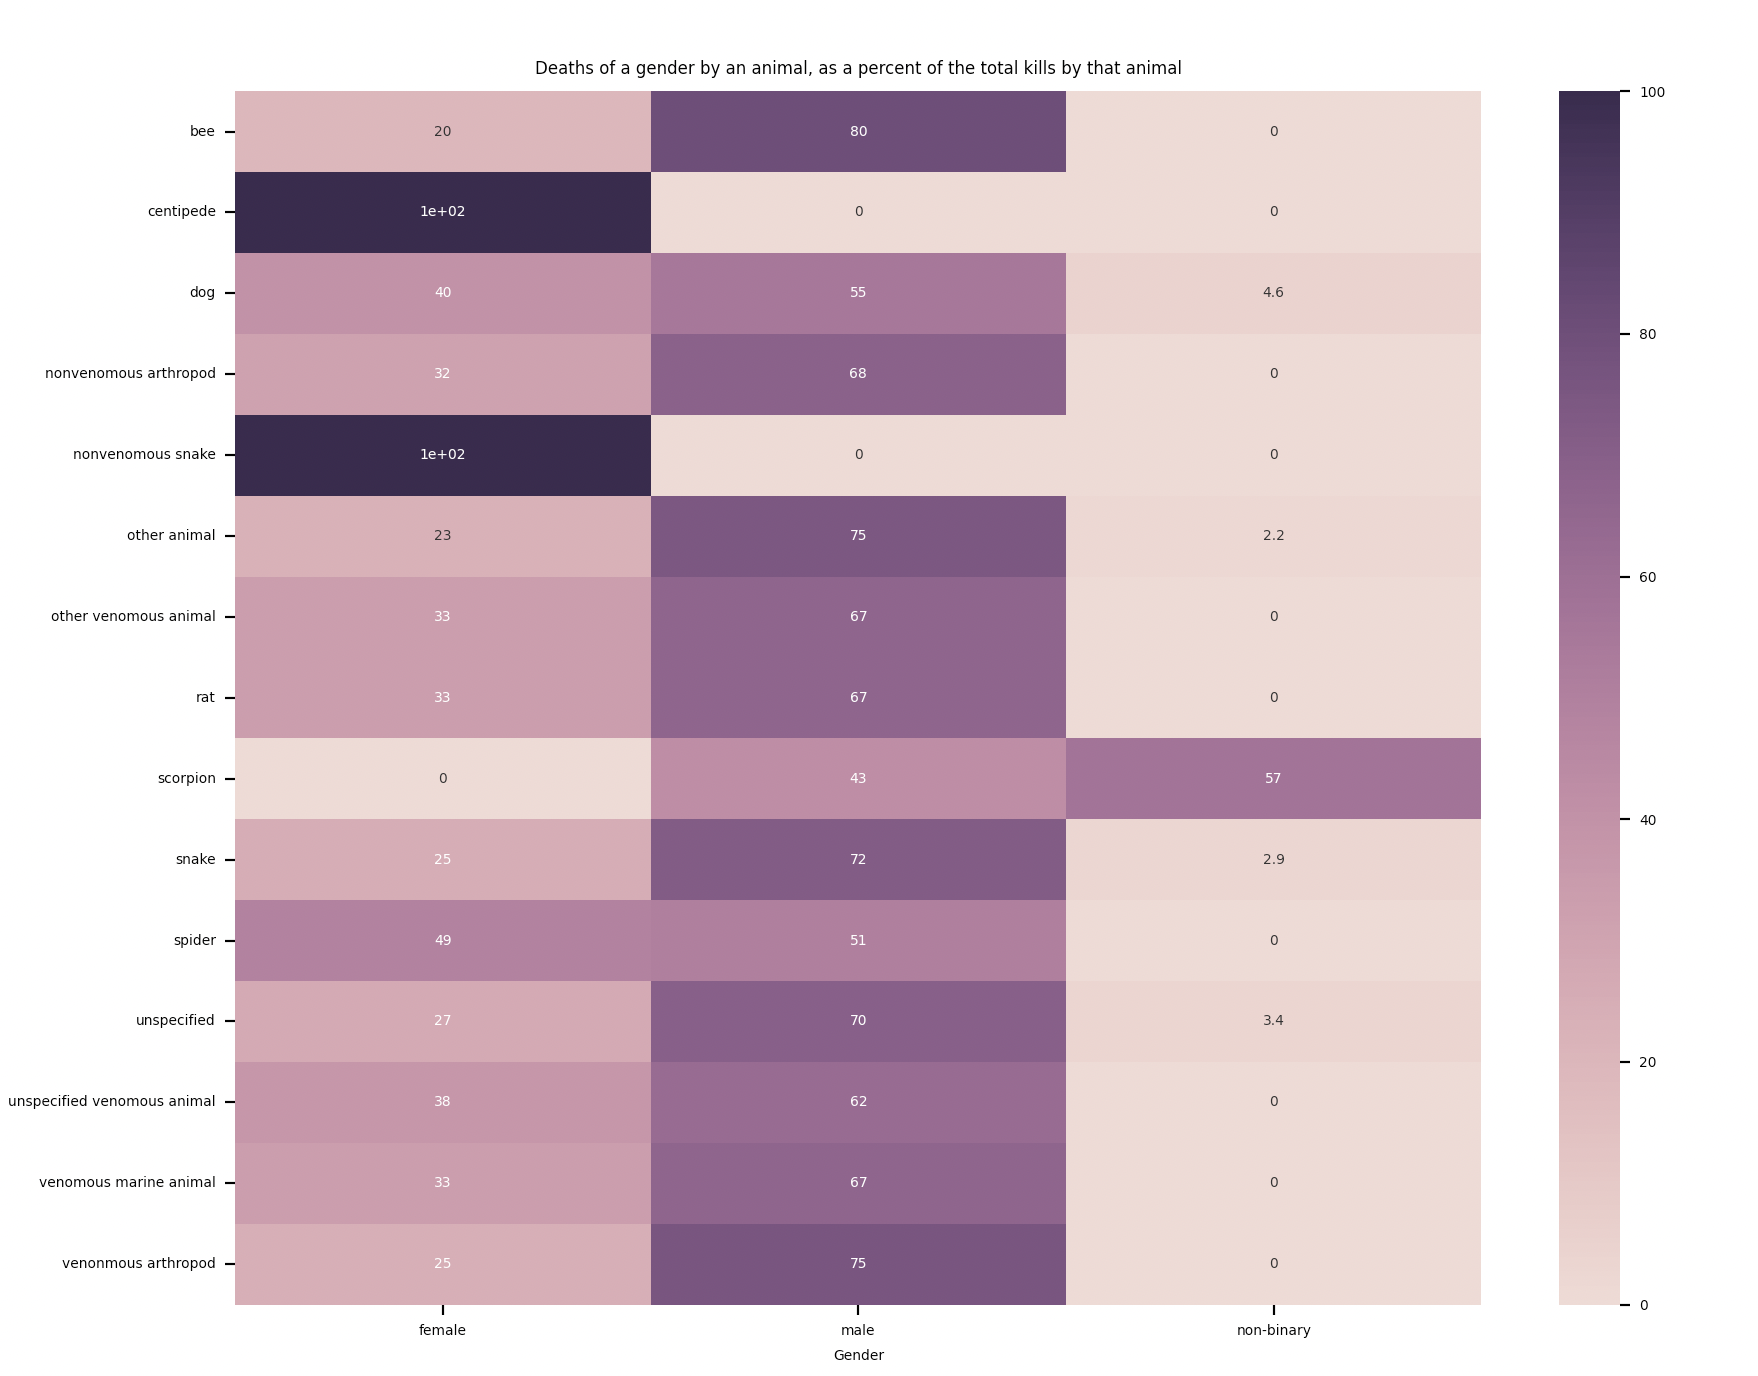 Deaths of a gender by an animal, as a percent of the total kills by that animal
bee 20 80 0
centipede 1e+02 0 0
dog 40 55 4.6
nonvenomous arthropod 32 68 0
nonvenomous snake 1e+02 0 0
other animal 23 75 2.2
other venomous animal 33 67 0
rat 33 67 0
scorpion 0 43 57
snake 25 72 2.9
spider 49 51 0
unspecified 27 70 3.4
unspecified venomous animal 38 62 0
venomous marine animal 33 67 0
venonmous arthropod 25 75 0
female male non-binary
Gender
100
80
60
40
20
0